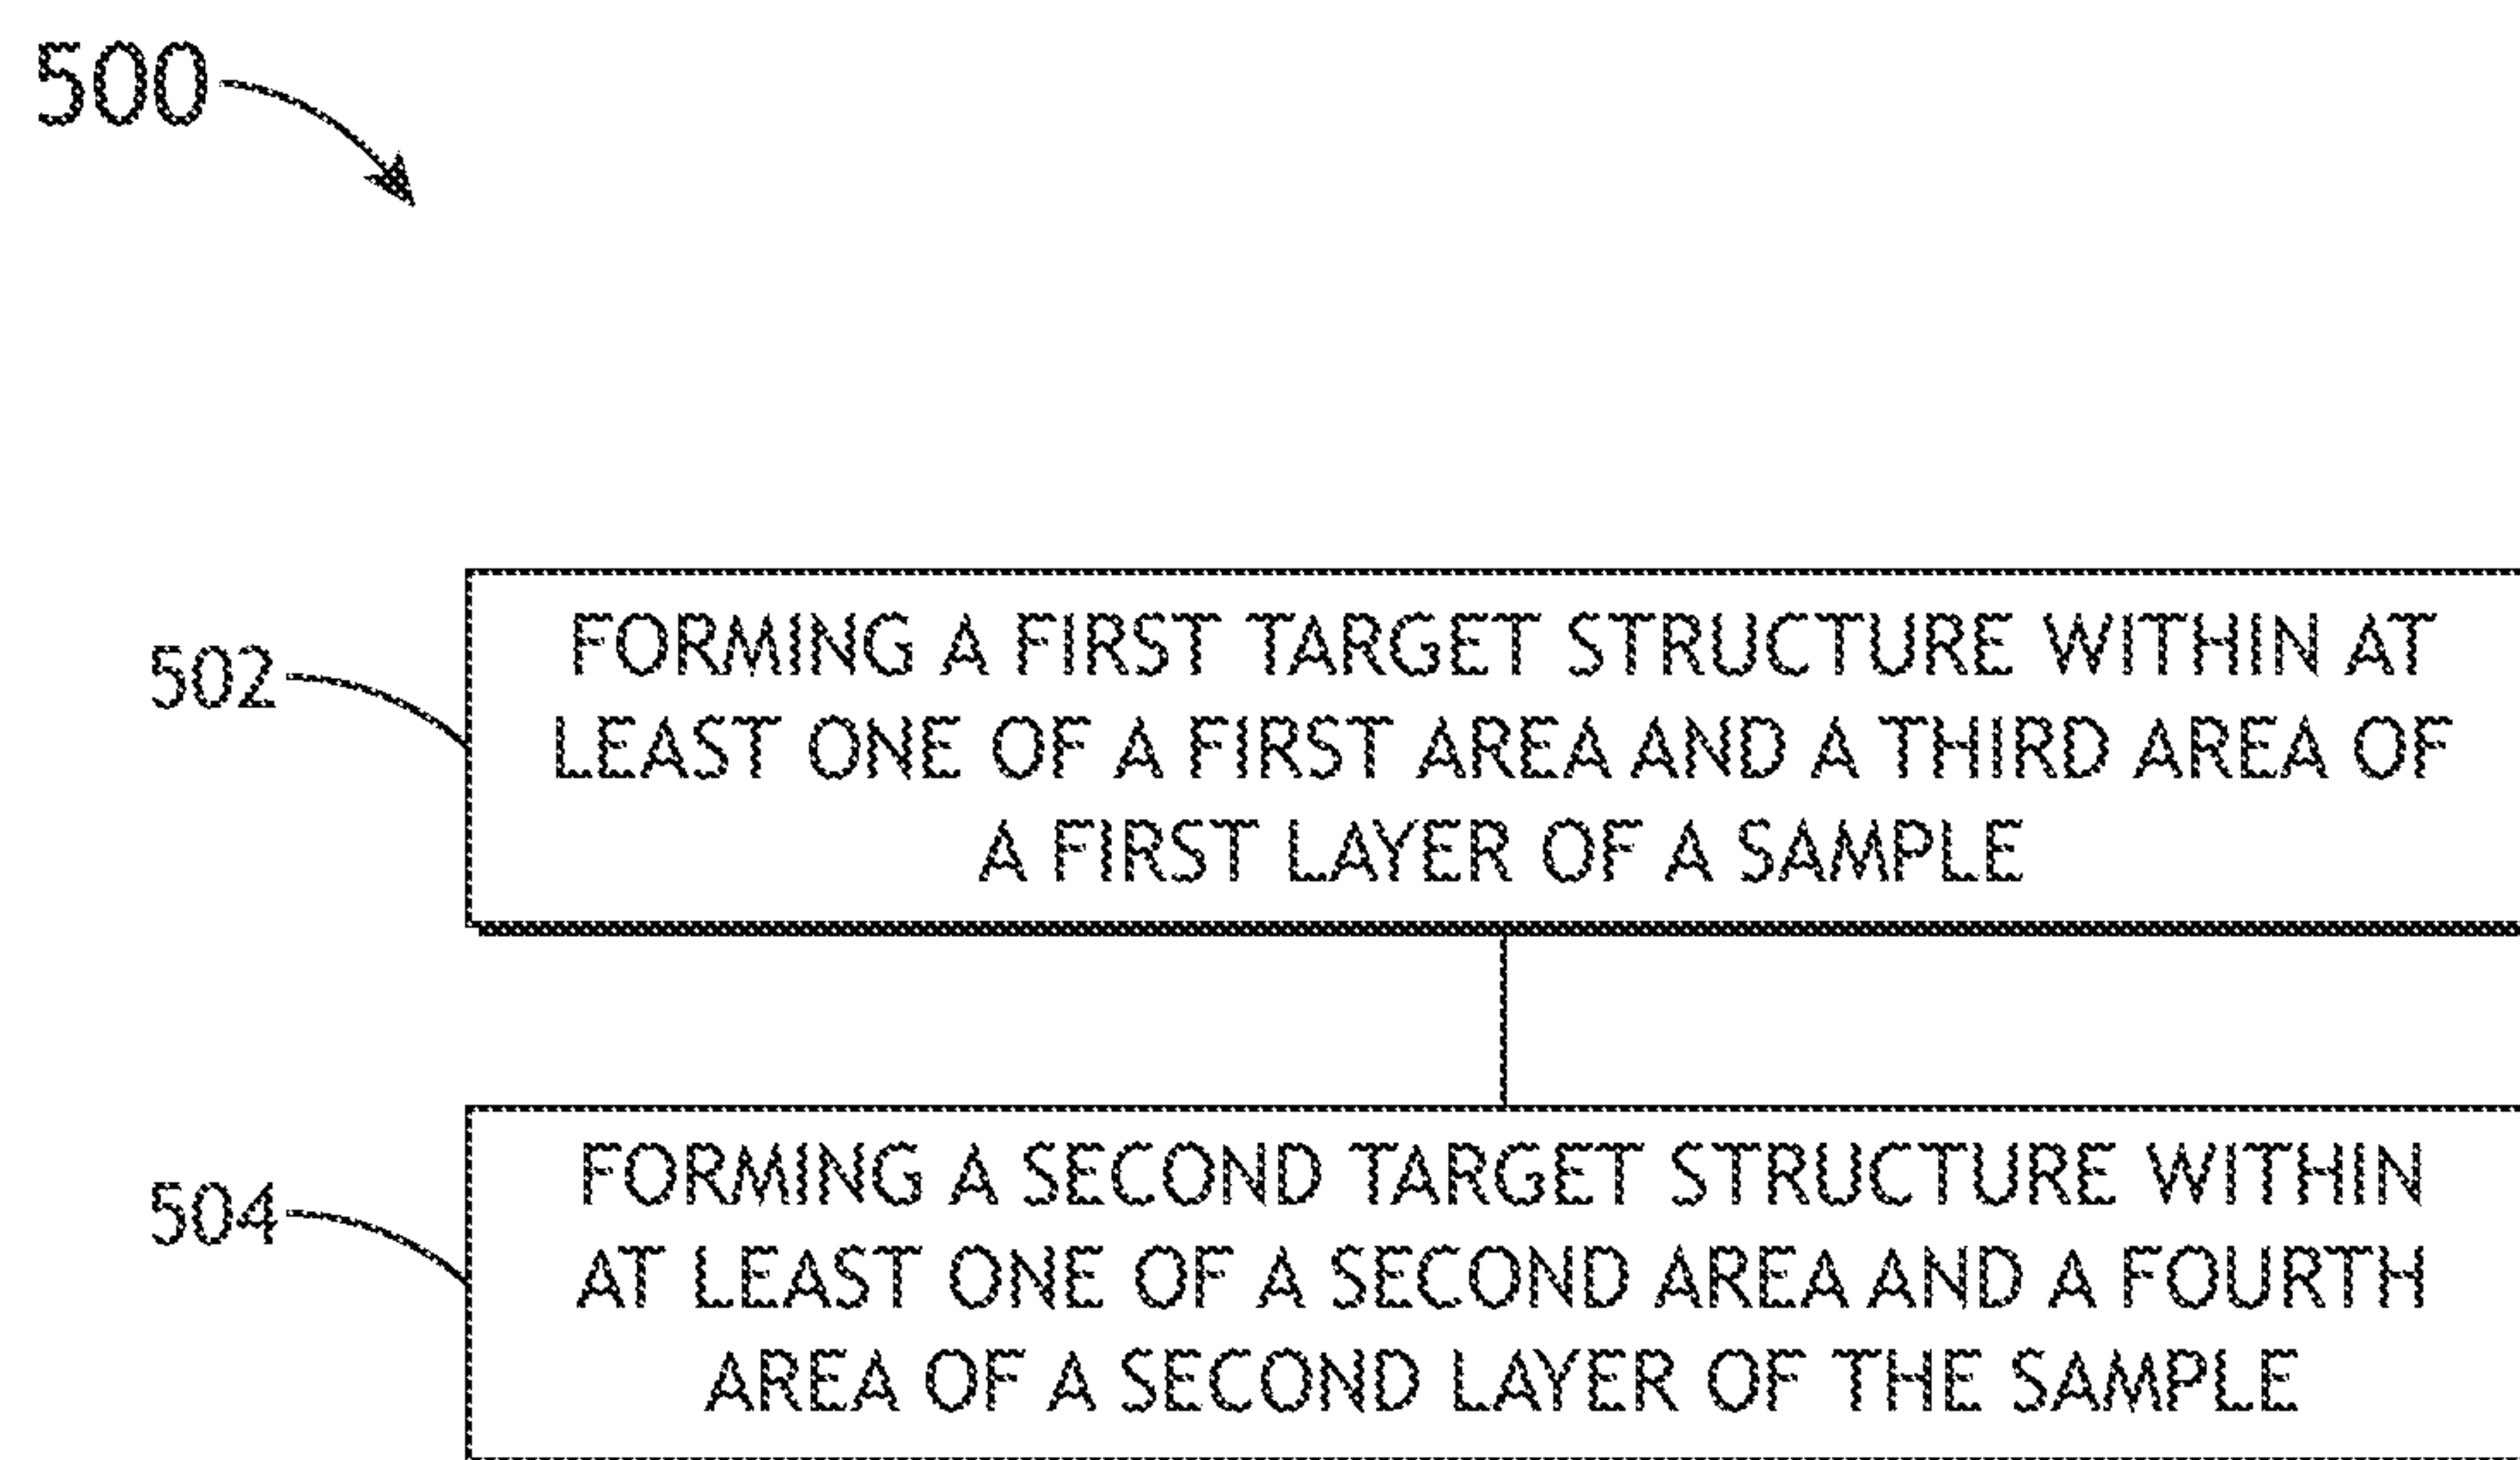 500
502
FORMING A FIRST TARGET STRUCTURE WITHIN AT
LEAST ONE OF A FIRST AREA AND A THIRD AREA OF
A FIRST LAYER OF A SAMPLE
504
FORMING A SECOND TARGET STRUCTURE WITHIN
AT LEAST ONE OF A SECOND AREA AND A FOURTH
AREA OF A SECOND LAYER OF THE SAMPLE